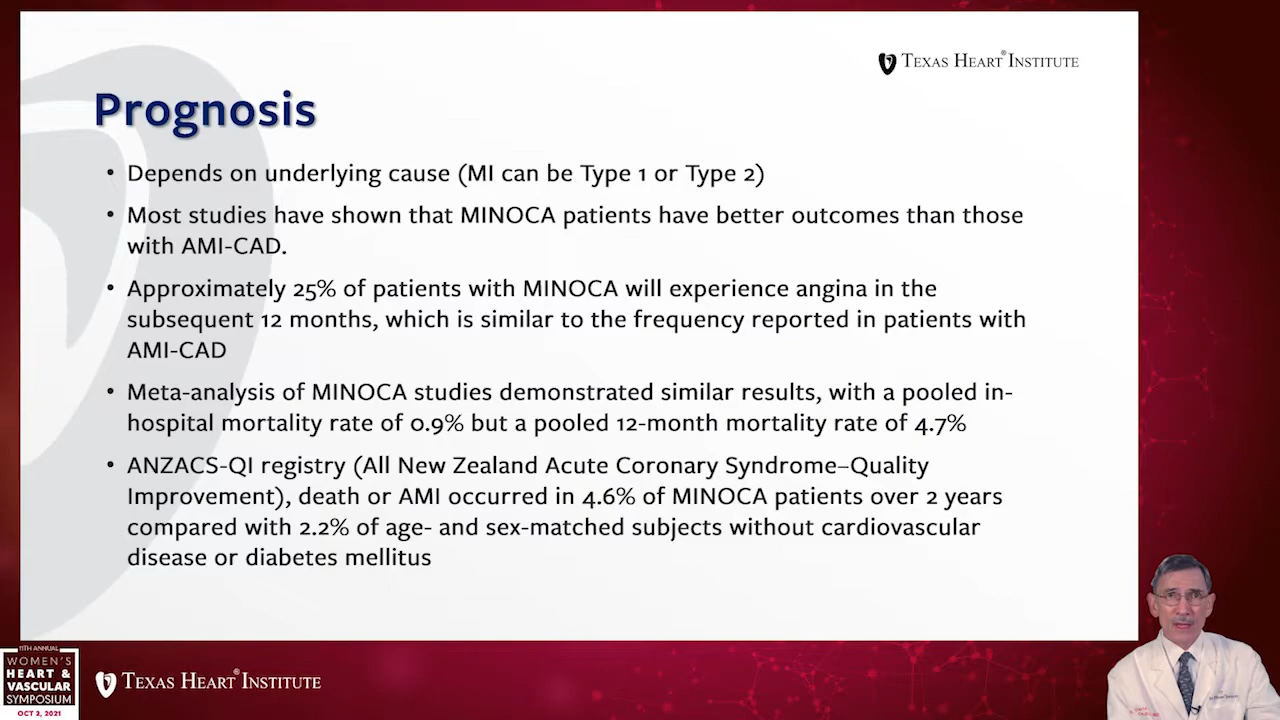 TEXAS HEART® INSTITUTE
Prognosis
• Depends on underlying cause (MI can be Type 1 or Type 2)
• Most studies have shown that MINOCA patients have better outcomes than those
with AMI-CAD.
• Approximately 25% of patients with MINOCA will experience angina in the
subsequent 12 months, which is similar to the frequency reported in patients with
AMI-CAD
• Meta-analysis of MINOCA studies demonstrated similar results, with a pooled in-
hospital mortality rate of 0.9% but a pooled 12-month mortality rate of 4.7%
• ANZACS-QI registry (All New Zealand Acute Coronary Syndrome–Quality
Improvement), death or AMI occurred in 4.6% of MINOCA patients over 2 years
compared with 2.2% of age- and sex-matched subjects without cardiovascular
disease or diabetes mellitus
11TH ANNUAL
WOMEN'S
HEART &
VASCULAR
SYMPOSIUM
OCT 2, 2021
TEXAS HEART® INSTITUTE